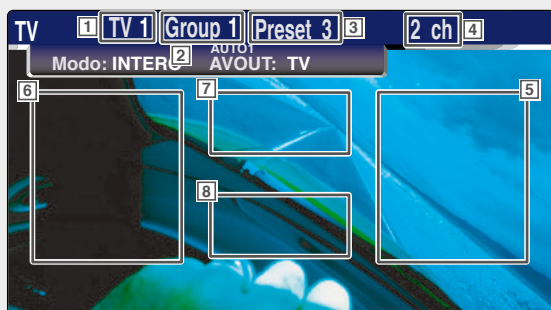 TV 1 TV 1 2 Group 1 Preset 3 3 2 ch 4
AUTO1
Modo: INTERC AVOUT: TV
6 7 5
8